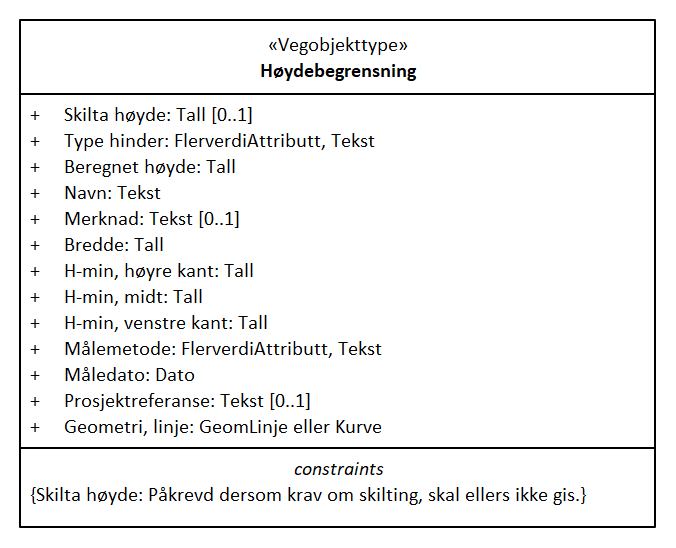 «Vegobjekttype»
Høydebegrensning
+ Skilta høyde: Tall [0..1]
+ Type hinder: FlerverdiAttributt, Tekst
+ Beregnet høyde: Tall
+ Navn: Tekst
+ Merknad: Tekst [0..1]
+ Bredde: Tall
+ H-min, høyre kant: Tall
+ H-min, midt: Tall
+ H-min, venstre kant: Tall
+ Målemetode: FlerverdiAttributt, Tekst
+ Måledato: Dato
+ Prosjektreferanse: Tekst [0..1]
+ Geometri, linje: GeomLinje eller Kurve
constraints
{Skilta høyde: Påkrevd dersom krav om skilting, skal ellers ikke gis.}